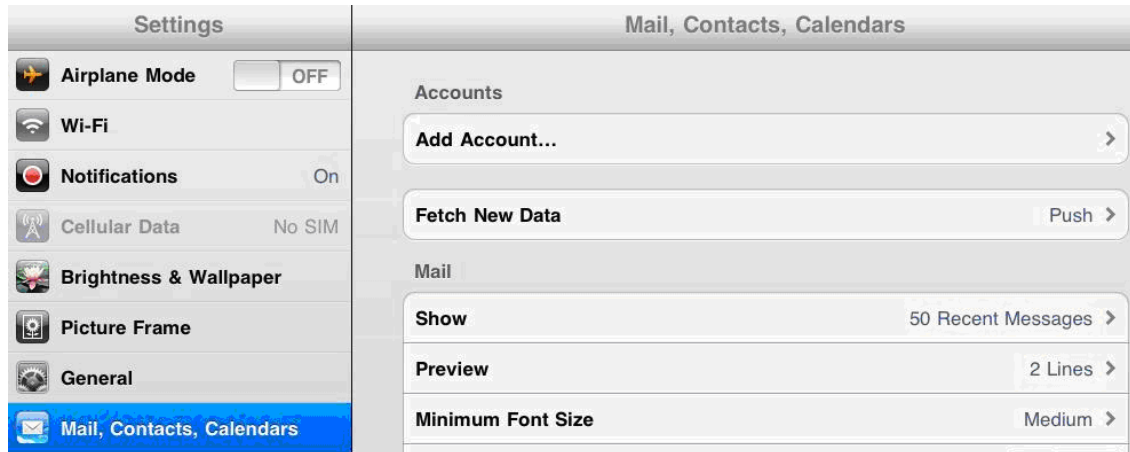 Settings
Airplane Mode OFF
Wi-Fi
Notifications On
Cellular Data No SIM
Brightness & Wallpaper
Picture Frame
General
Mail, Contacts, Calendars
Mail, Contacts, Calendars
Accounts
Add Account...
Fetch New Data Push
Mail
Show 50 Recent Messages
Preview 2 Lines
Minimum Font Size Medium